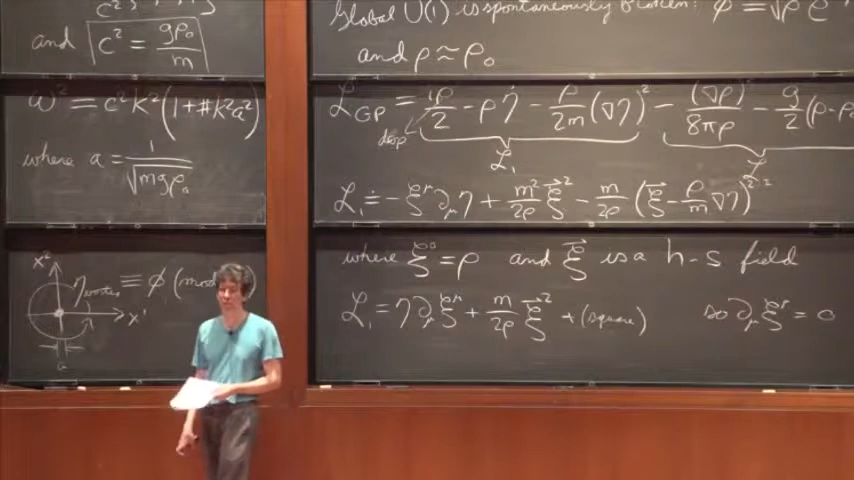 and c² = gρ₀/m
ω² = c²k²(1+#k²a²)
where a = 1/√(mgρ₀)
x²
η_vortex ≡ φ (mod
x¹
a
Global U(1) is spontaneously broken: φ = √ρ e
and ρ ≈ ρ₀
ℒ_GP = iρ̇/2 - ρη̇ - ρ/2m (∇η)² - (∇ρ)²/8πρ - g/2 (ρ-ρ₀
drop
ℒ₁
ℒ₁ ≐ -ξ^μ ∂_μ η + m²/2ρ ξ⃗² - m/2ρ (ξ⃗ - ρ/m ∇η)²
where ξ⁰ = ρ and ξ⃗ is a h-s field
ℒ₁ = η∂_μ ξ^μ + m/2ρ ξ⃗² + (square) so ∂_μ ξ^μ = 0